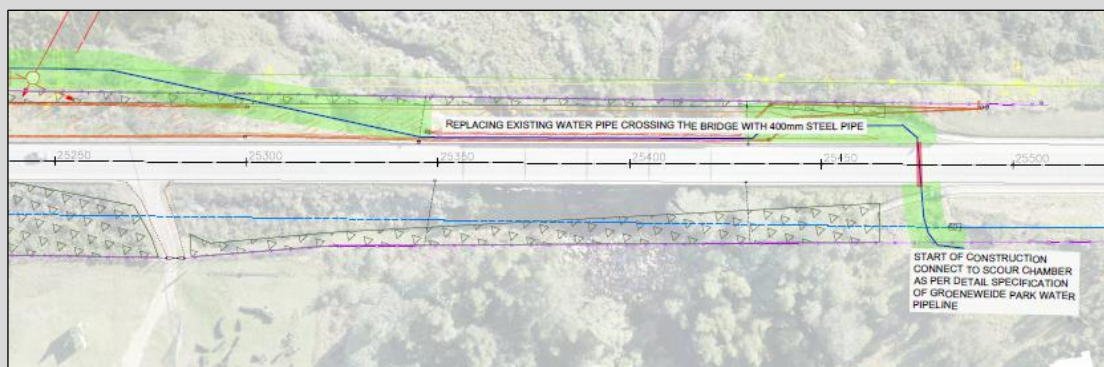 REPLACING EXISTING WATER PIPE CROSSING THE BRIDGE WITH 400mm STEEL PIPE
25250
25300
25350
25400
25450
25500
START OF CONSTRUCTION
CONNECT TO SCOUR CHAMBER
AS PER DETAIL SPECIFICATION
OF GROENEWEIDE PARK WATER
PIPELINE